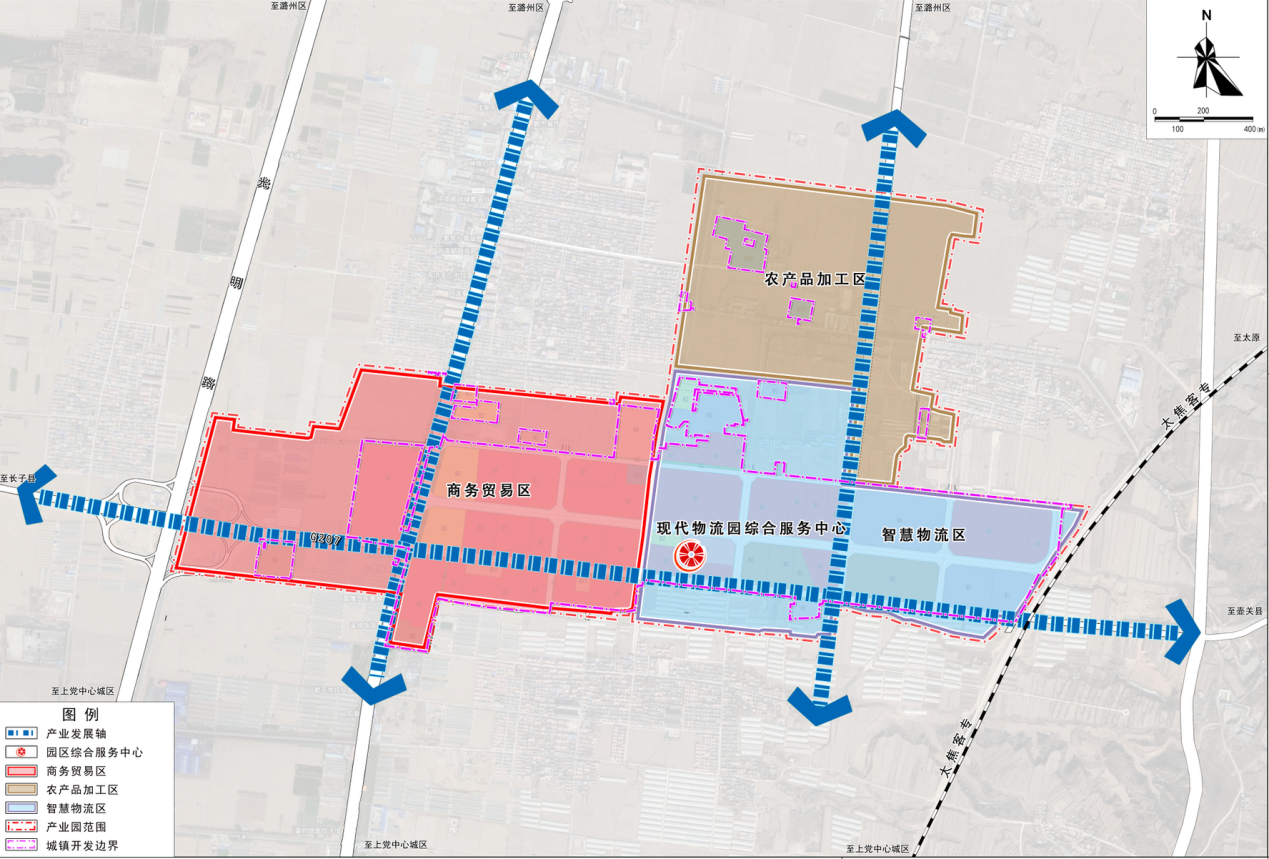 至潞州区
至潞州区
至潞州区
N
0
200
100
400(m)
光
明
路
农产品加工区
至太原
太焦客专
商务贸易区
至长子县
G207
现代物流园综合服务中心
智慧物流区
至壶关县
太焦客专
至上党中心城区
至上党中心城区
至上党中心城区
图例
产业发展轴
园区综合服务中心
商务贸易区
农产品加工区
智慧物流区
产业园范围
城镇开发边界